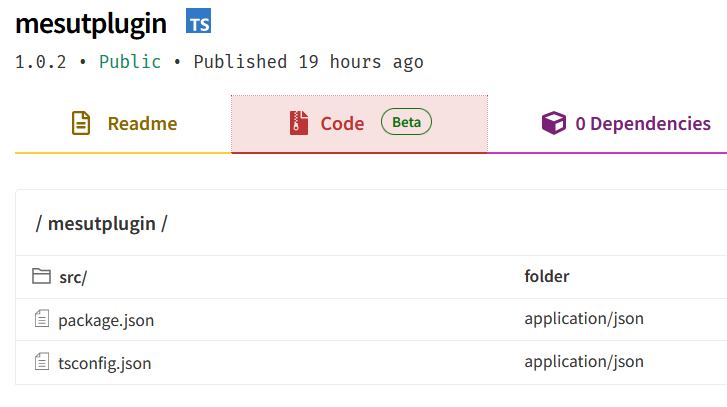 mesutplugin TS
1.0.2 • Public • Published 19 hours ago
Readme Code Beta 0 Dependencies
/ mesutplugin /
src/ folder
package.json application/json
tsconfig.json application/json